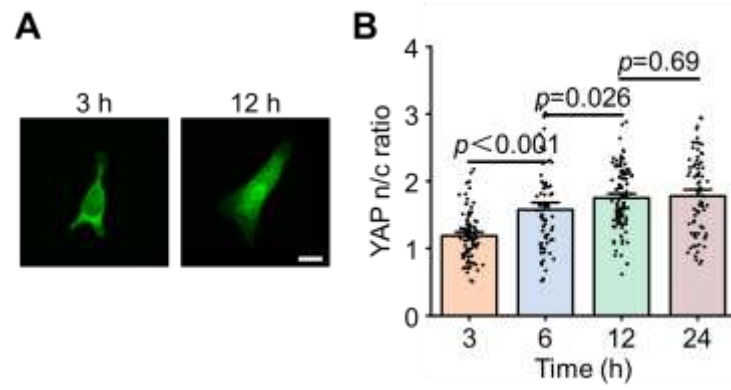 A
3 h
12 h
B
YAP n/c ratio
4
3
2
1
0
p=0.69
p=0.026
p<0.001
3
6
12
24
Time (h)